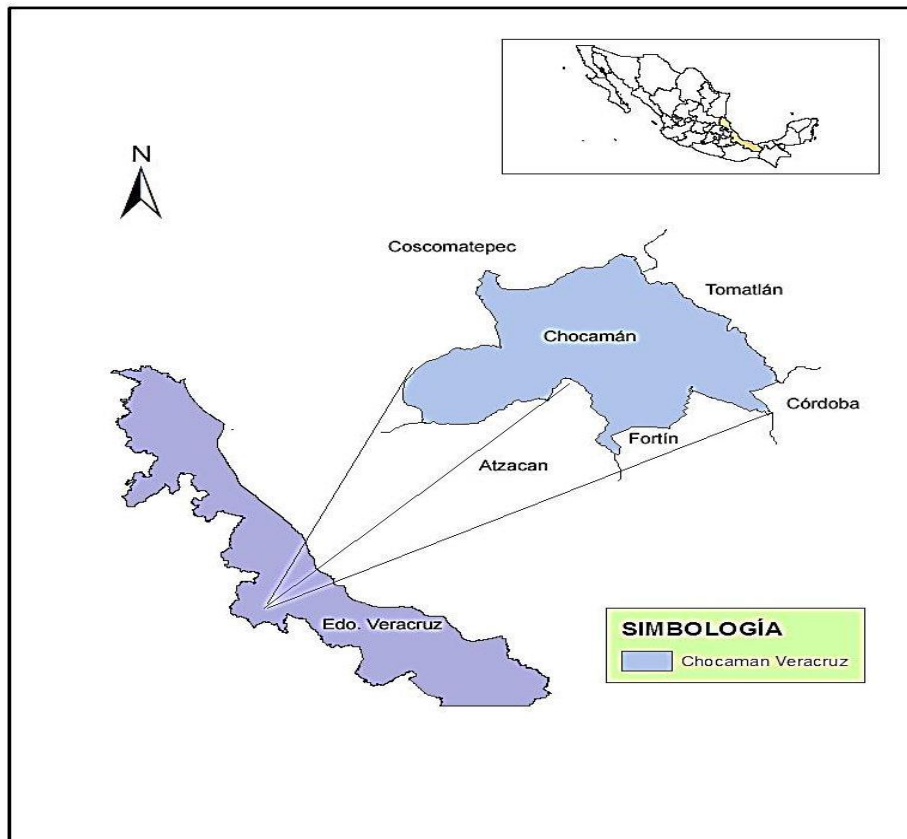 N
Coscomatepec
Tomatlán
Chocamán
Córdoba
Fortín
Atzacan
Edo. Veracruz
SIMBOLOGÍA
Chocaman Veracruz